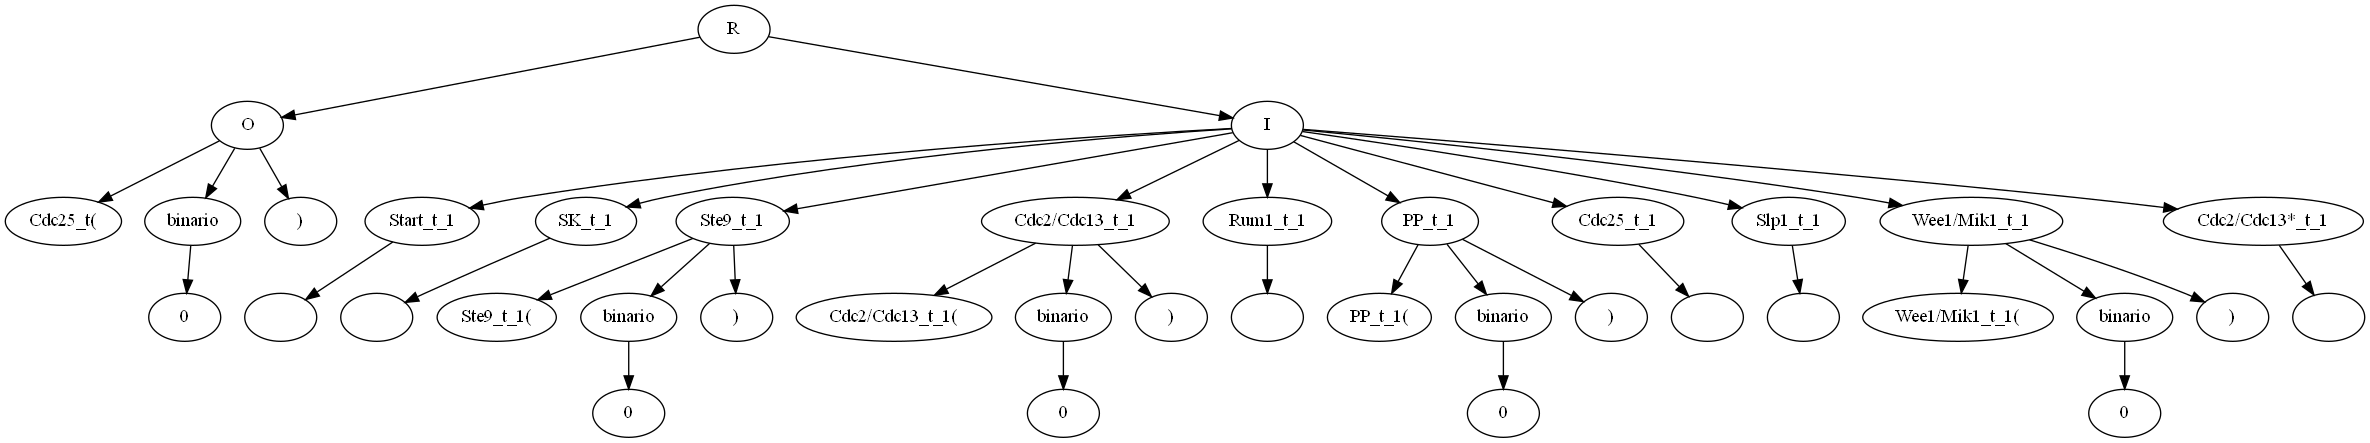 R
O
I
Cdc25_t(
binario
)
Start_t_1
SK_t_1
Ste9_t_1
Cdc2/Cdc13_t_1
Rum1_t_1
PP_t_1
Cdc25_t_1
Slp1_t_1
Wee1/Mik1_t_1
Cdc2/Cdc13*_t_1
0
Ste9_t_1(
binario
)
Cdc2/Cdc13_t_1(
binario
)
PP_t_1(
binario
)
Wee1/Mik1_t_1(
binario
)
0
0
0
0